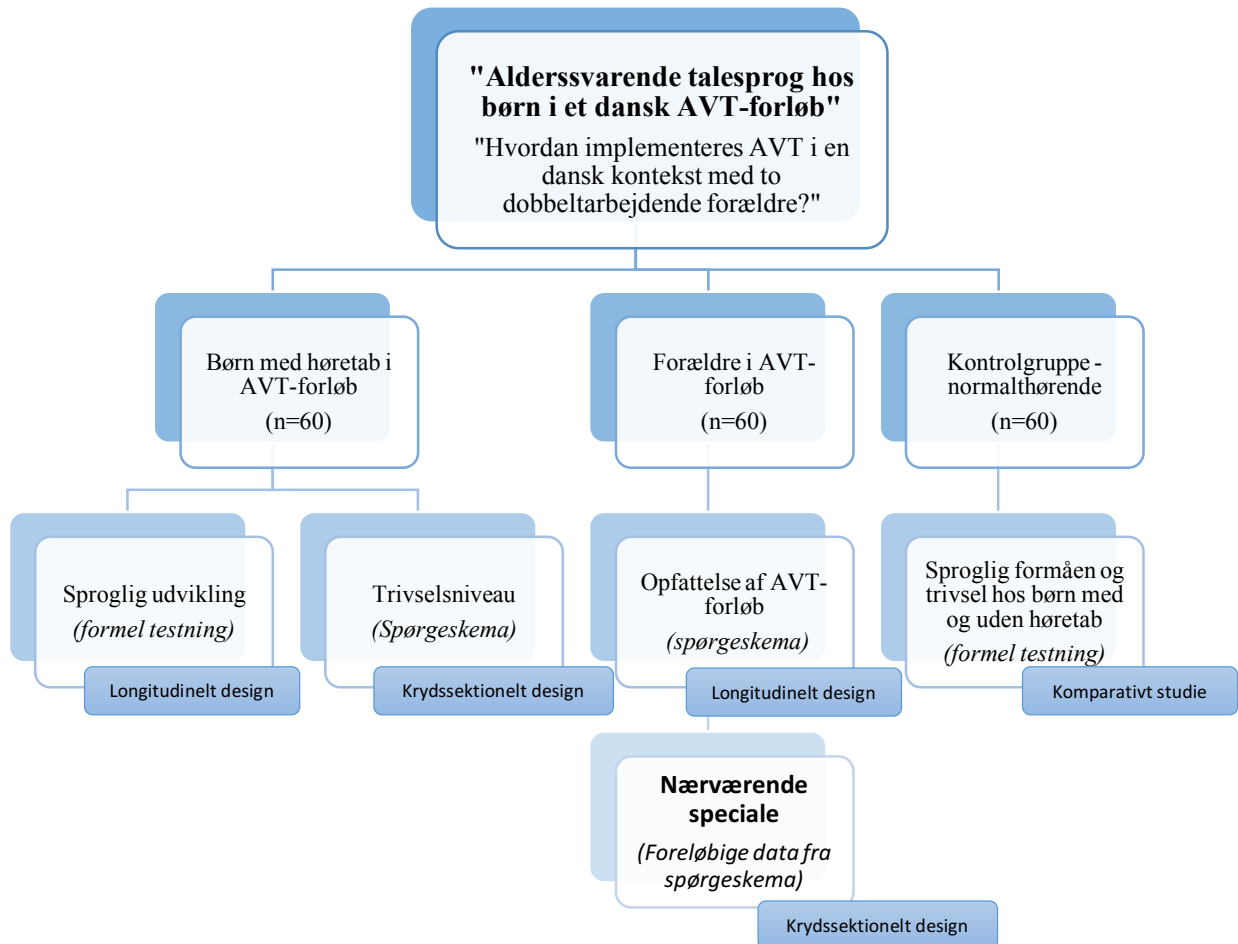 "Alderssvarende talesprog hos
børn i et dansk AVT-forløb"
"Hvordan implementeres AVT i en
dansk kontekst med to
dobbeltarbejdende forældre?"
Børn med høretab i
AVT-forløb
(n=60)
Forældre i AVT-
forløb
(n=60)
Kontrolgruppe -
normalthørende
(n=60)
Sproglig udvikling
(formel testning)
Longitudinelt design
Trivselsniveau
(Spørgeskema)
Krydssektionelt design
Opfattelse af AVT-
forløb
(spørgeskema)
Longitudinelt design
Sproglig formåen og
trivsel hos børn med
og uden høretab
(formel testning)
Komparativt studie
Nærværende
speciale
(Foreløbige data fra
spørgeskema)
Krydssektionelt design